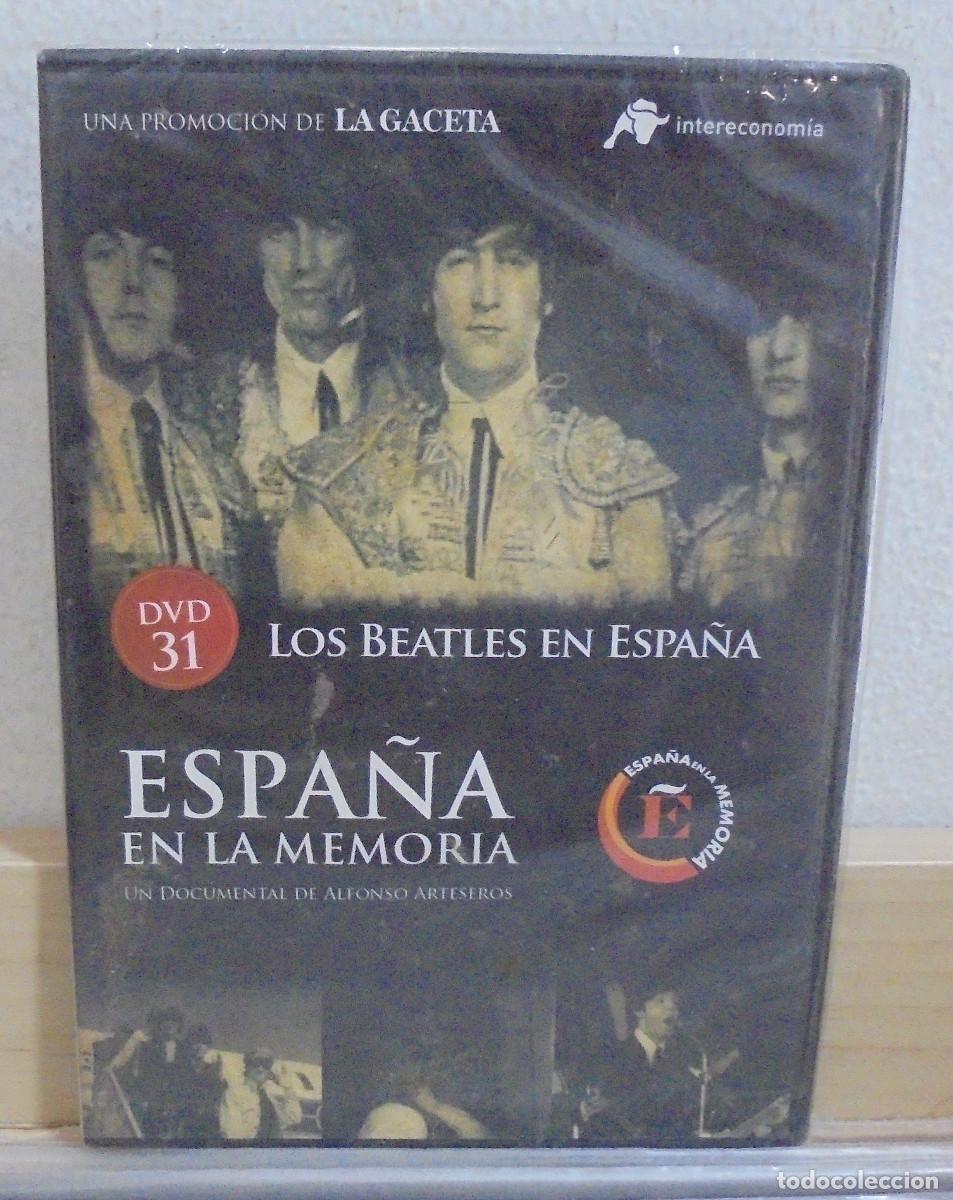 UNA PROMOCIÓN DE LA GACETA
intereconomía
DVD
31
LOS BEATLES EN ESPAÑA
ESPAÑA
EN LA MEMORIA
UN DOCUMENTAL DE ALFONSO ARTESEROS
ESPAÑA EN LA MEMORIA
Ẽ
todocoleccion